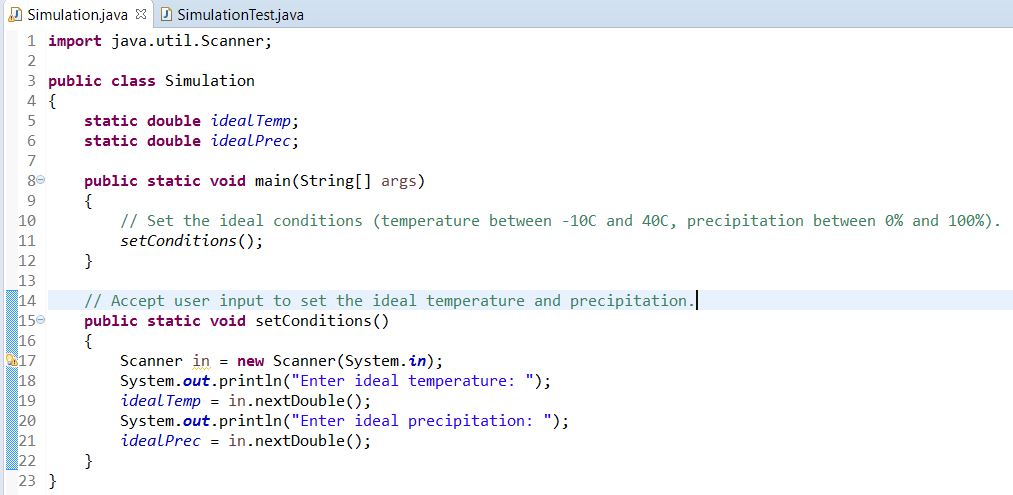 Simulation.java SimulationTest.java
1 import java.util.Scanner;
2
3 public class Simulation
4 {
5 static double idealTemp;
6 static double idealPrec;
7
8 public static void main(String[] args)
9 {
10 // Set the ideal conditions (temperature between -10C and 40C, precipitation between 0% and 100%).
11 setConditions();
12 }
13
14 // Accept user input to set the ideal temperature and precipitation.
15 public static void setConditions()
16 {
17 Scanner in = new Scanner(System.in);
18 System.out.println("Enter ideal temperature: ");
19 idealTemp = in.nextDouble();
20 System.out.println("Enter ideal precipitation: ");
21 idealPrec = in.nextDouble();
22 }
23 }